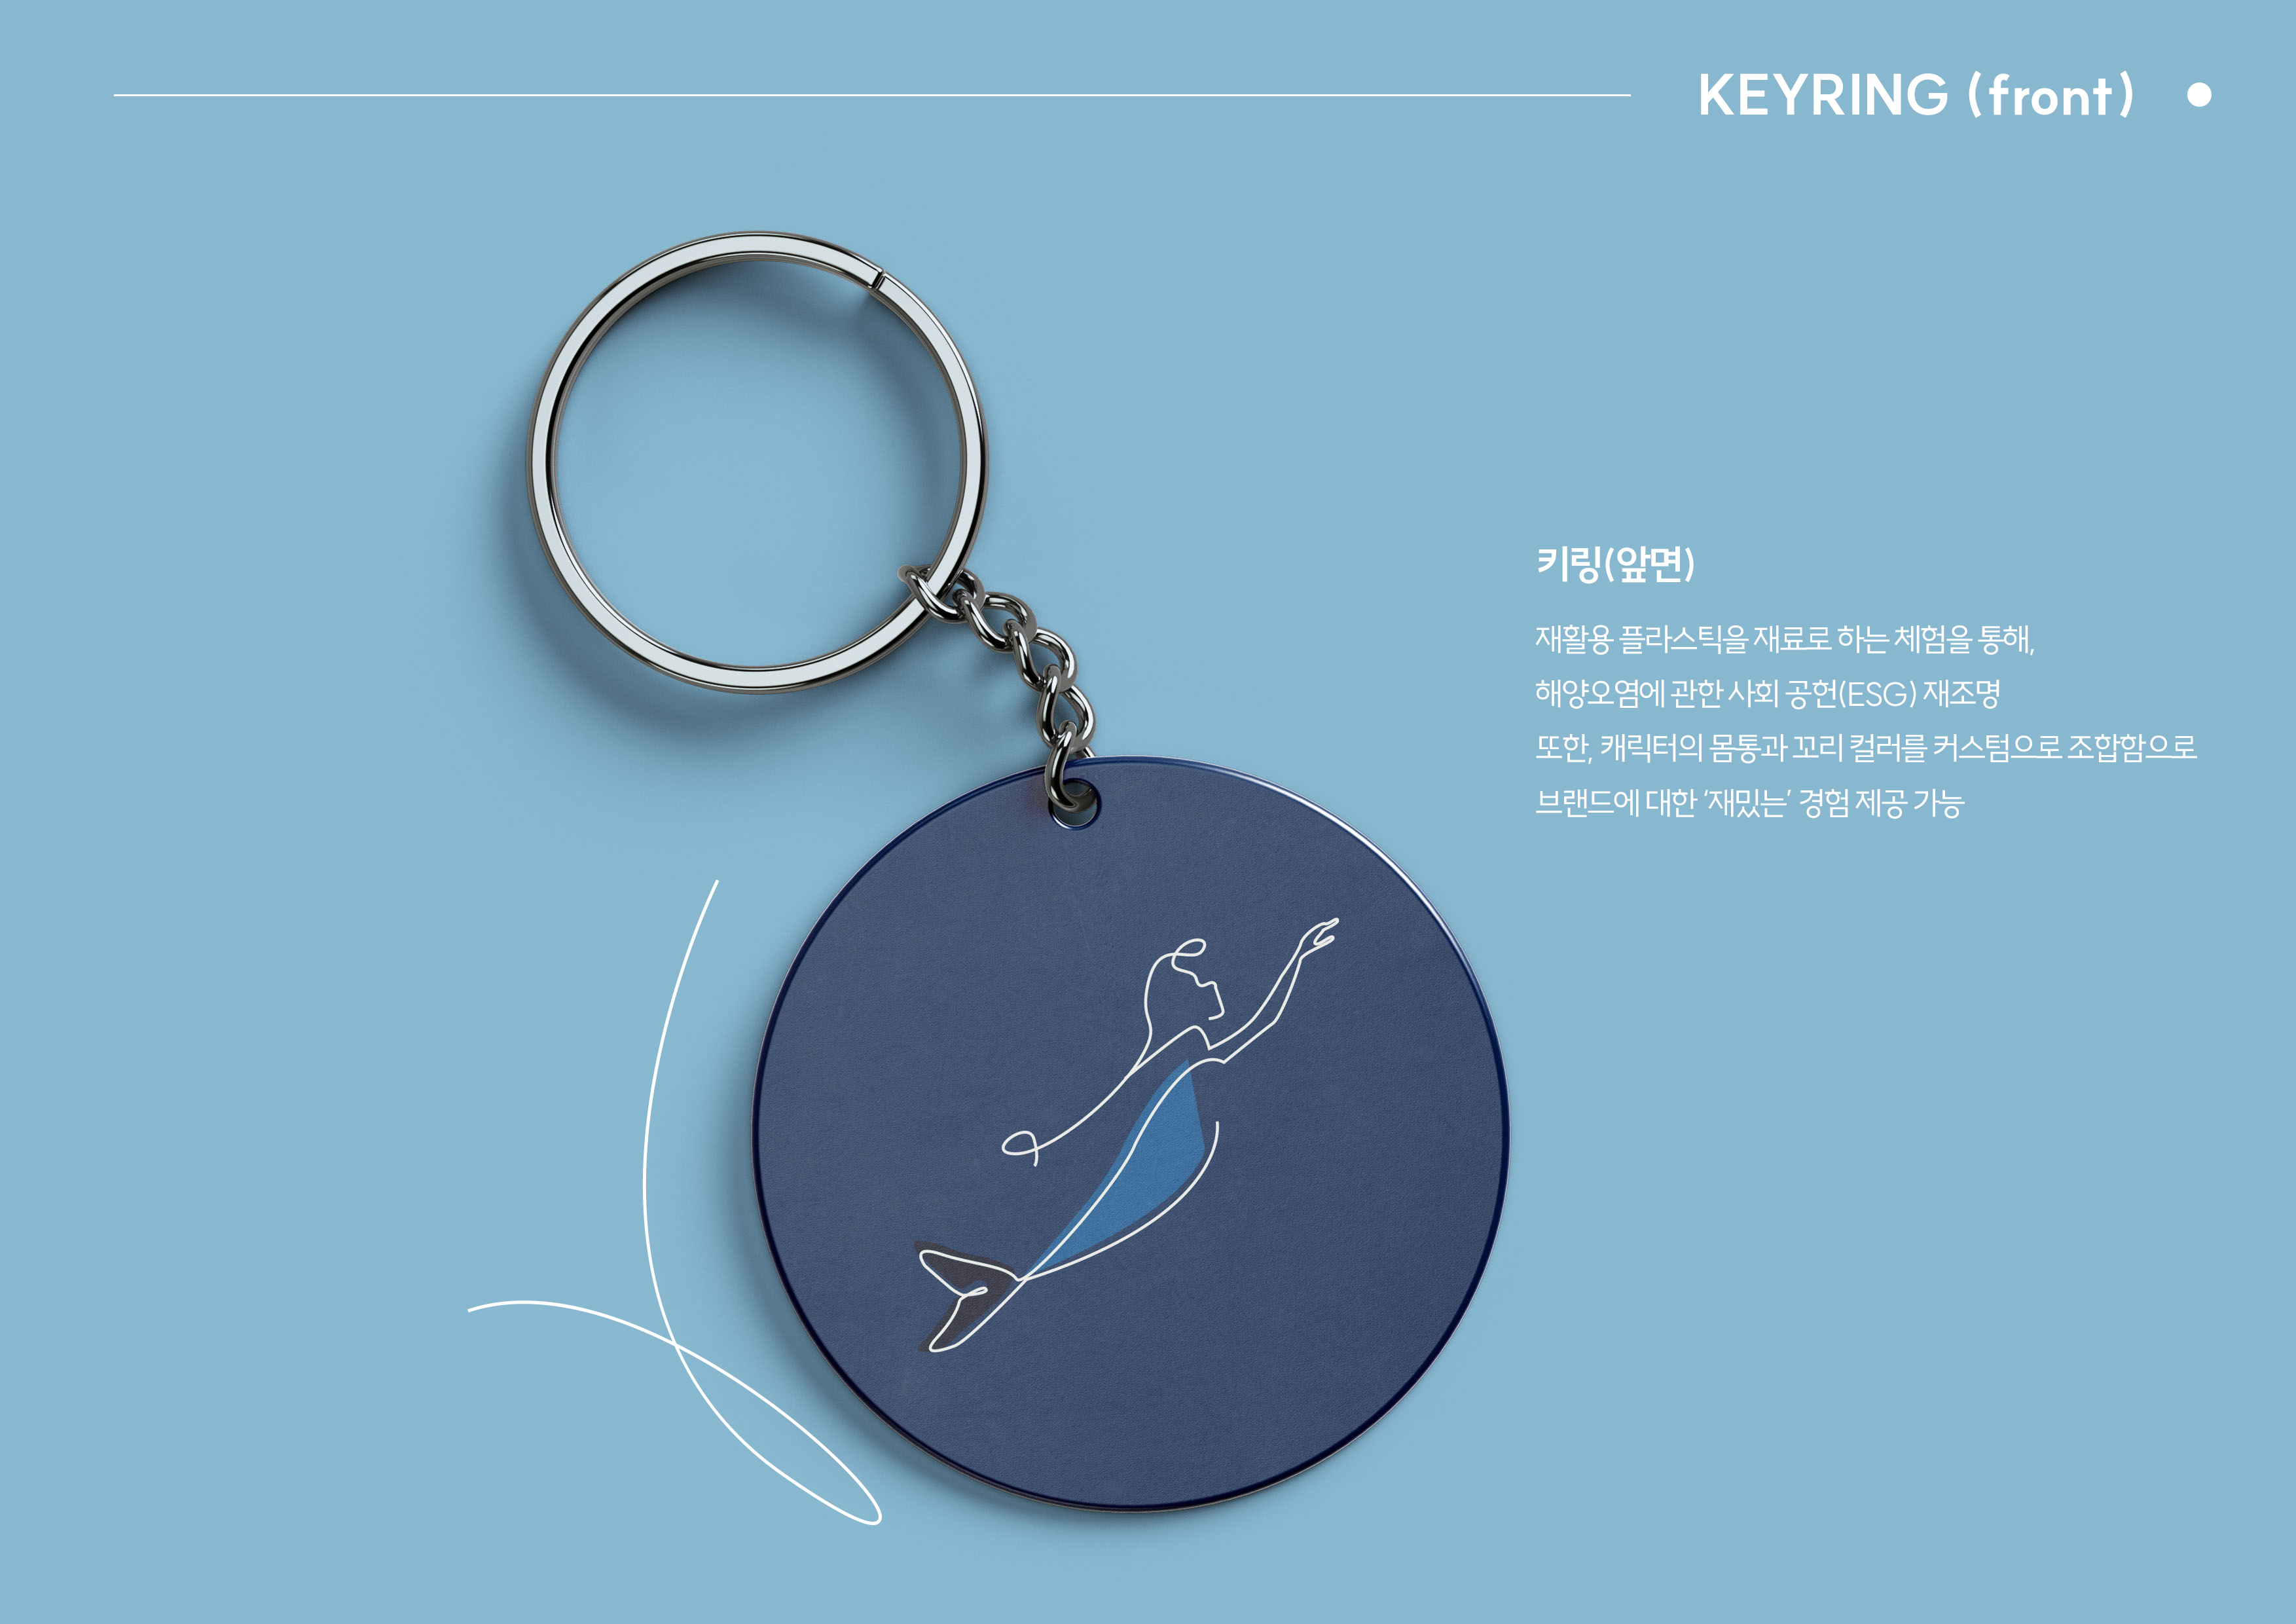 KEYRING (front)
키링(앞면)
재활용 플라스틱을 재료로 하는 체험을 통해,
해양오염에 관한 사회 공헌(ESG) 재조명
또한, 캐릭터의 몸통과 꼬리 컬러를 커스텀으로 조합함으로
브랜드에 대한 ‘재밌는’ 경험 제공 가능